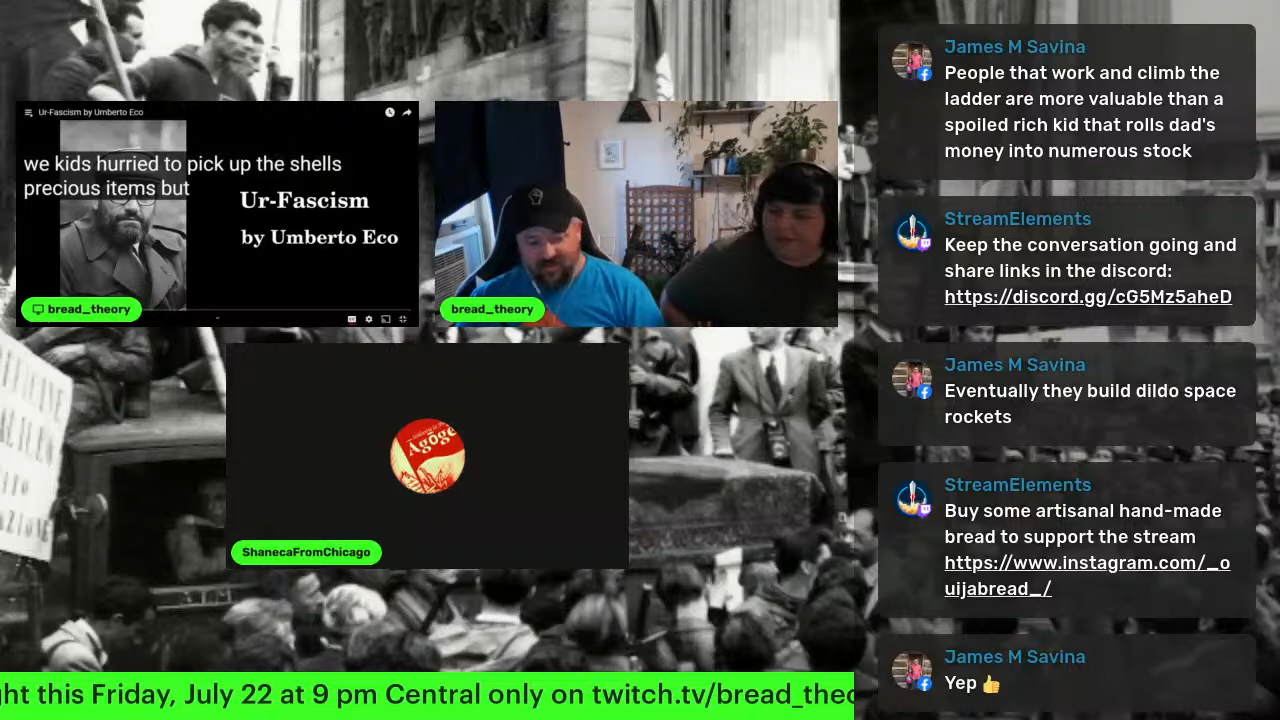 Ur-Fascism by Umberto Eco
we kids hurried to pick up the shells
precious items but
Ur-Fascism
by Umberto Eco
bread_theory
bread_theory
Agōge
ShanecaFromChicago
ght this Friday, July 22 at 9 pm Central only on twitch.tv/bread_theo
James M Savina
People that work and climb the
ladder are more valuable than a
spoiled rich kid that rolls dad's
money into numerous stock
StreamElements
Keep the conversation going and
share links in the discord:
https://discord.gg/cG5Mz5aheD
James M Savina
Eventually they build dildo space
rockets
StreamElements
Buy some artisanal hand-made
bread to support the stream
https://www.instagram.com/_o
uijabread_/
James M Savina
Yep 👍